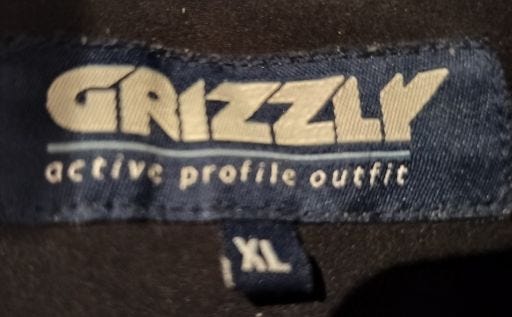 GRIZZLY
active profile outfit
XL